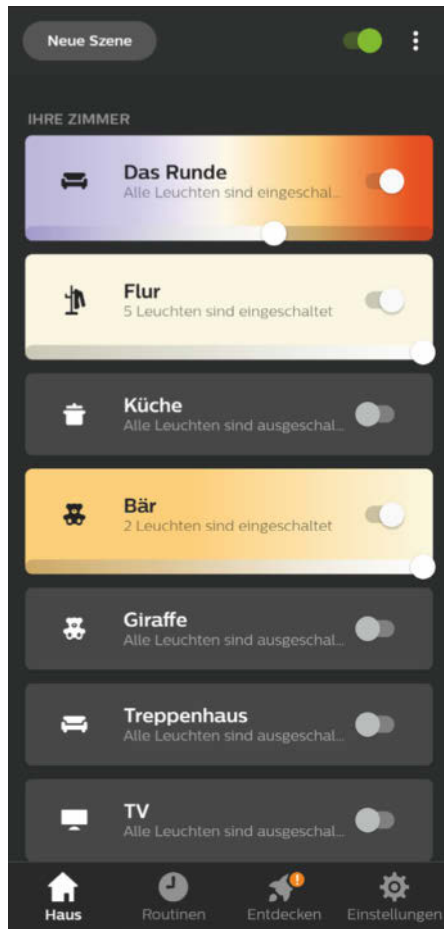 Neue Szene
IHRE ZIMMER
Das Runde
Alle Leuchten sind eingeschal...
Flur
5 Leuchten sind eingeschaltet
Küche
Alle Leuchten sind ausgeschal...
Bär
2 Leuchten sind eingeschaltet
Giraffe
Alle Leuchten sind ausgeschal...
Treppenhaus
Alle Leuchten sind ausgeschal...
TV
Alle Leuchten sind ausgeschal...
Haus
Routinen
Entdecken
Einstellungen